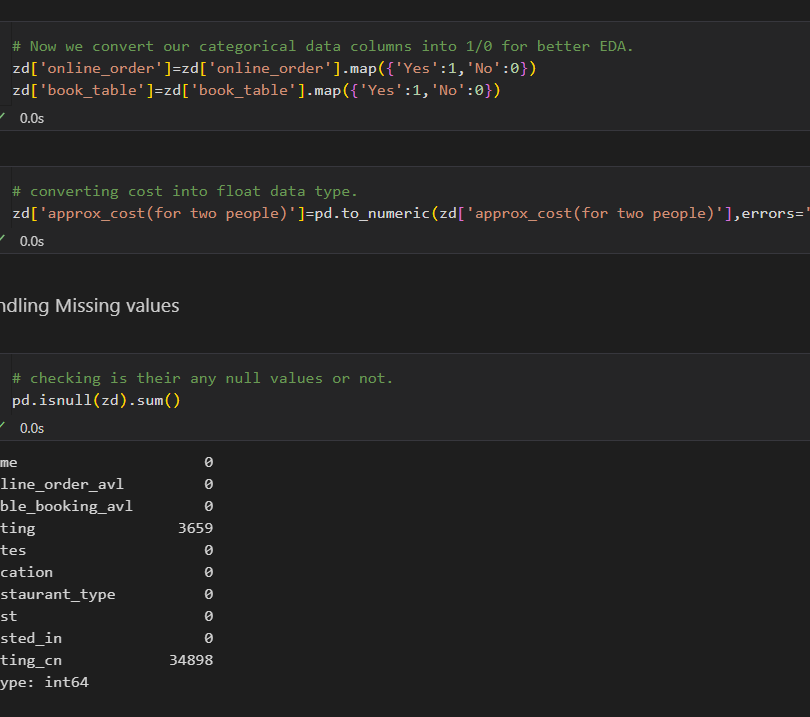 # Now we convert our categorical data columns into 1/0 for better EDA.
zd['online_order']=zd['online_order'].map({'Yes':1,'No':0})
zd['book_table']=zd['book_table'].map({'Yes':1,'No':0})
0.0s
# converting cost into float data type.
zd['approx_cost(for two people)']=pd.to_numeric(zd['approx_cost(for two people)'],errors='
0.0s
ndling Missing values
# checking is their any null values or not.
pd.isnull(zd).sum()
0.0s
me 0
line_order_avl 0
ble_booking_avl 0
ting 3659
tes 0
cation 0
staurant_type 0
st 0
sted_in 0
ting_cn 34898
ype: int64